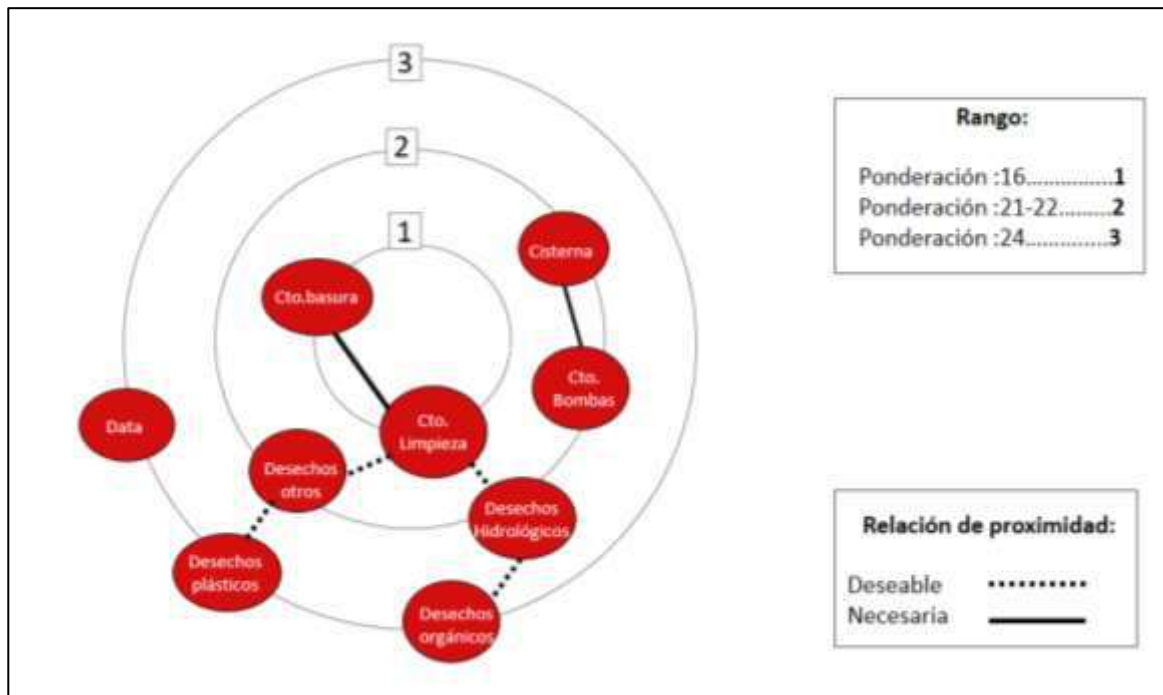 3
2
1
Cisterna
Cto.basura
Cto.
Bombas
Data
Cto.
Limpieza
Desechos
otros
Desechos
Hidrológicos
Desechos
plásticos
Desechos
orgánicos
Rango:
Ponderación :16...............1
Ponderación :21-22.........2
Ponderación :24..............3
Relación de proximidad:
Deseable
Necesaria